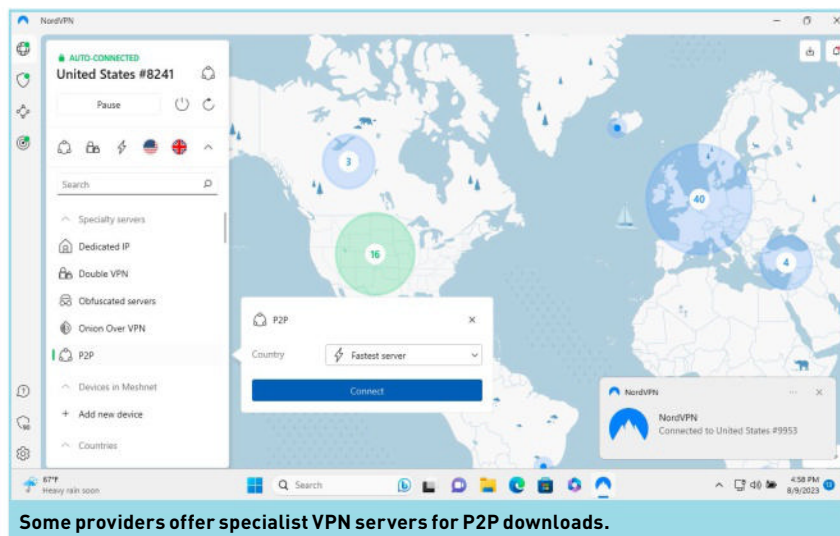 NordVPN
AUTO-CONNECTED
United States #8241
Pause
Search
Specialty servers
Dedicated IP
Double VPN
Obfuscated servers
Onion Over VPN
P2P
Devices in Meshnet
Add new device
Countries
3
16
40
4
P2P
Country
Fastest server
Connect
NordVPN
NordVPN
Connected to United States #9953
67°F
Heavy rain soon
Search
4:58 PM
8/9/2023
Some providers offer specialist VPN servers for P2P downloads.